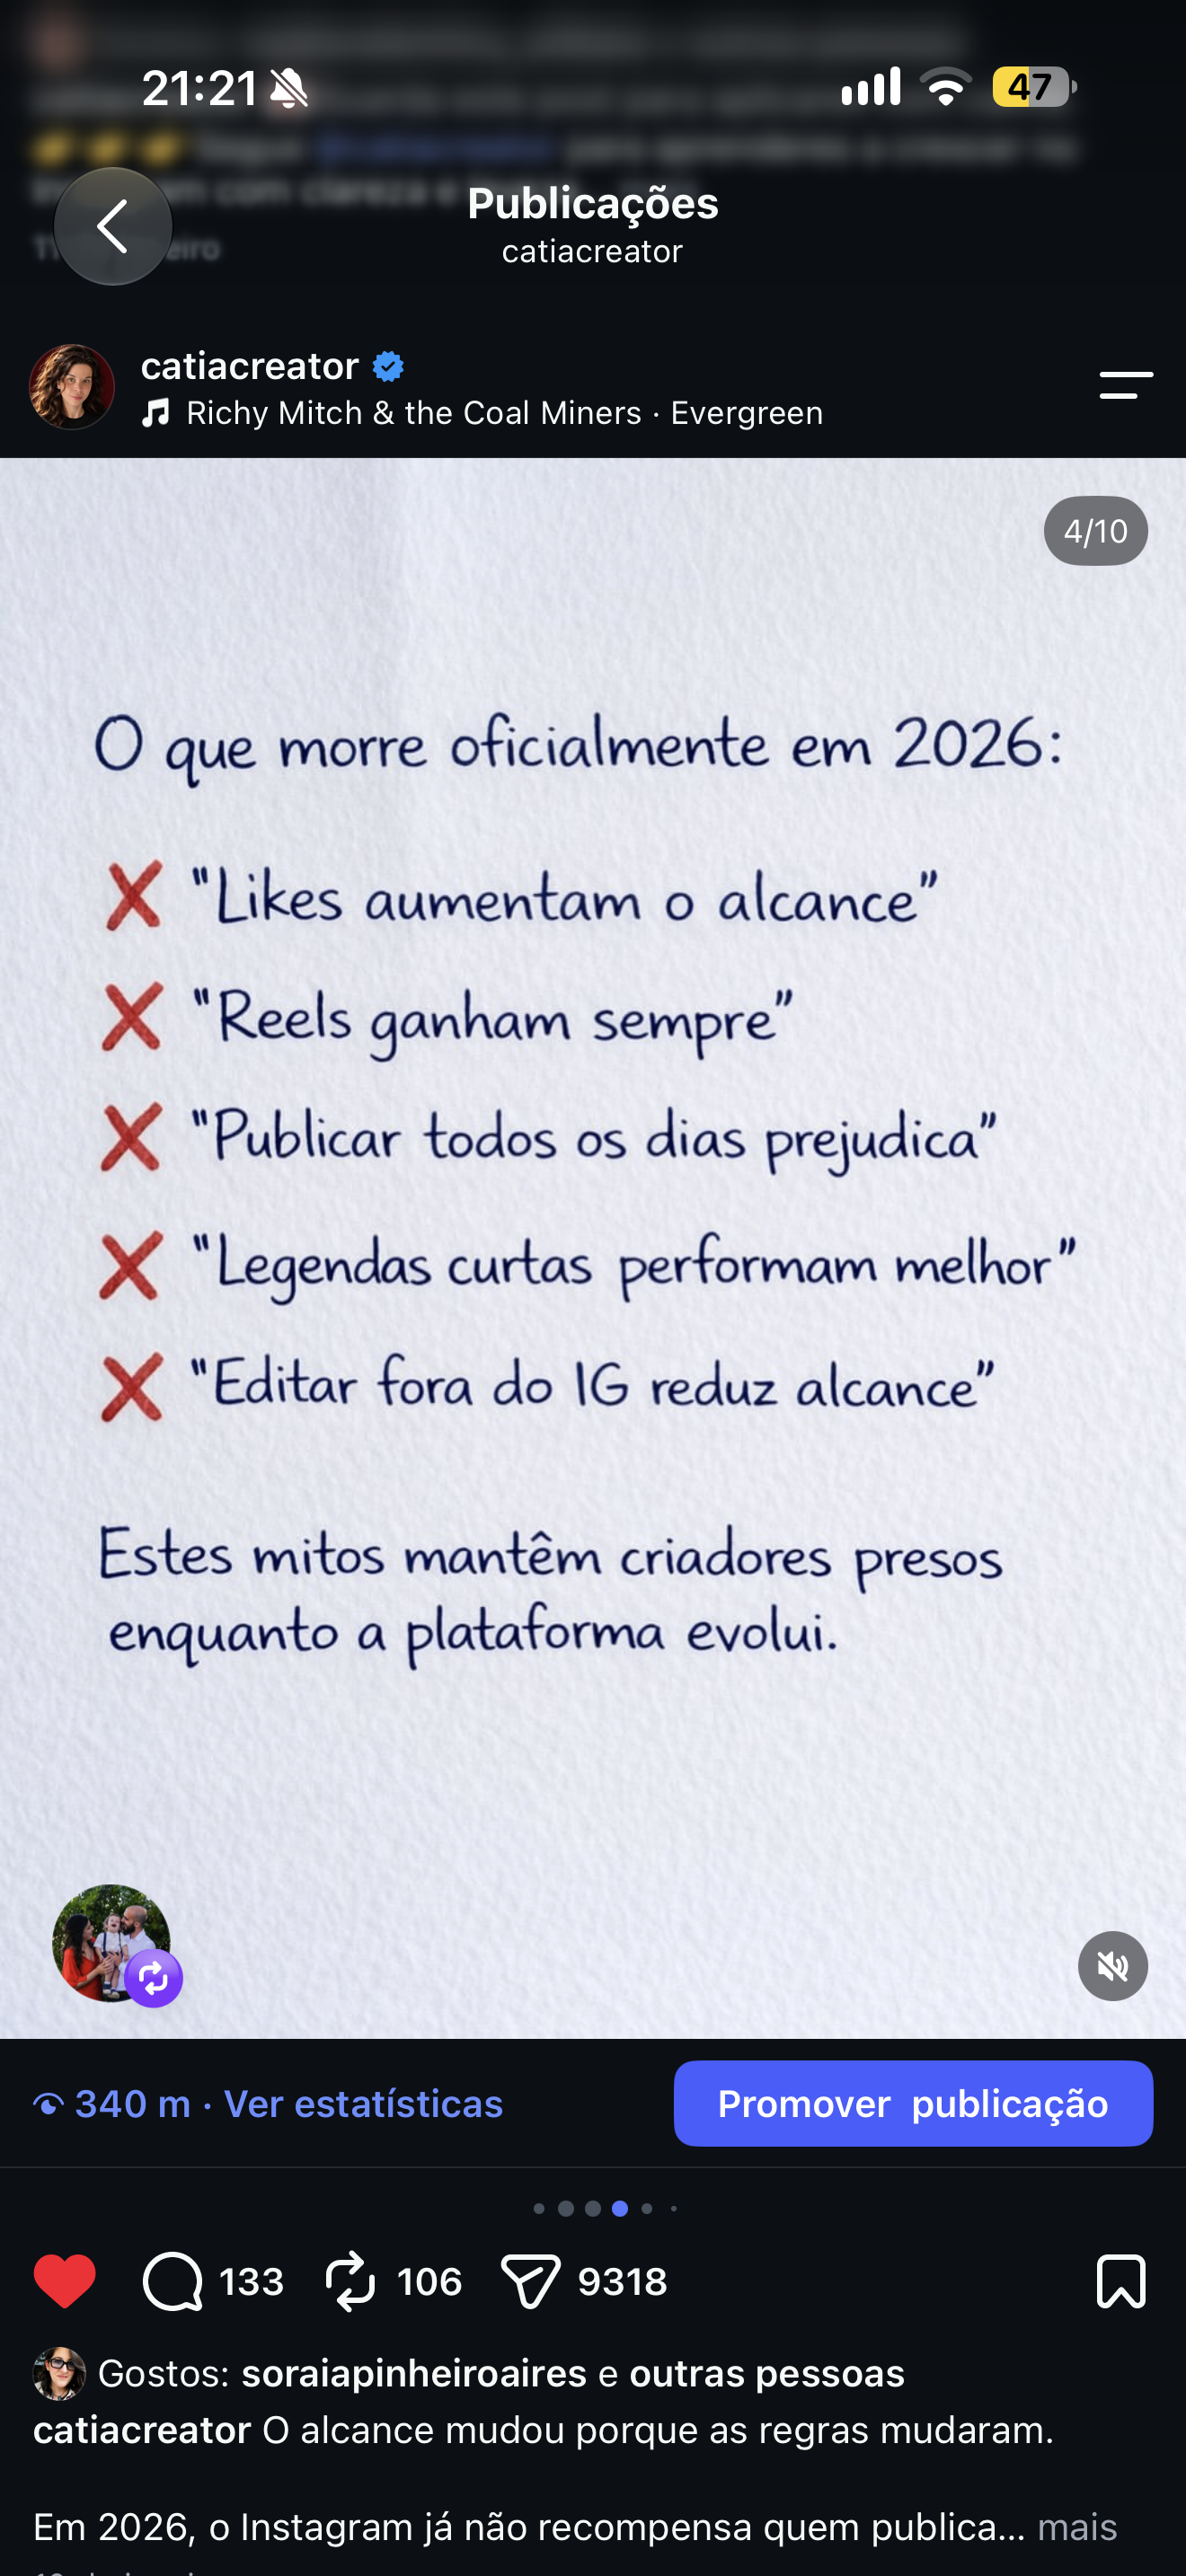 21:21
47
Publicações
catiacreator
catiacreator
Richy Mitch & the Coal Miners · Evergreen
4/10
O que morre oficialmente em 2026:
❌ "Likes aumentam o alcance"
❌ "Reels ganham sempre"
❌ "Publicar todos os dias prejudica"
❌ "Legendas curtas performam melhor"
❌ "Editar fora do IG reduz alcance"
Estes mitos mantêm criadores presos
enquanto a plataforma evolui.
340 m · Ver estatísticas
Promover publicação
133
106
9318
Gostos: soraiapinheiroaires e outras pessoas
catiacreator O alcance mudou porque as regras mudaram.
Em 2026, o Instagram já não recompensa quem publica... mais